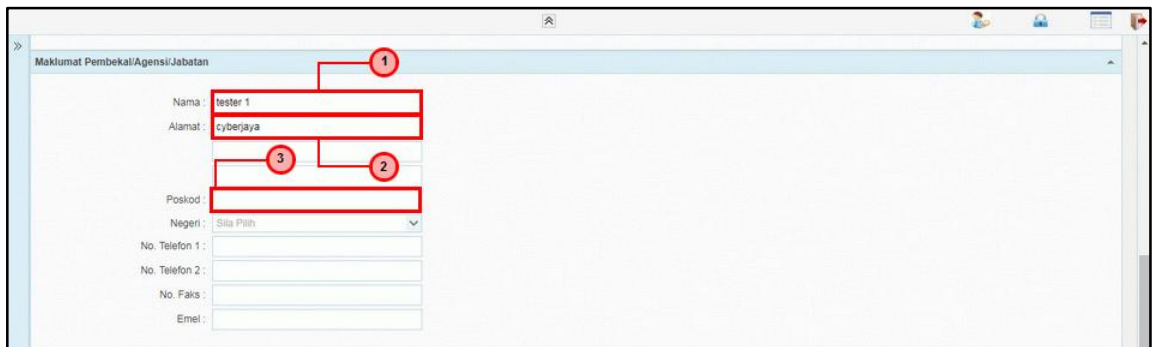 Maklumat Pembekal/Agensi/Jabatan
1
Nama : tester 1
Alamat : cyberjaya
3
2
Poskod :
Negeri : Sila Pilih
No. Telefon 1 :
No. Telefon 2 :
No. Faks :
Emel :